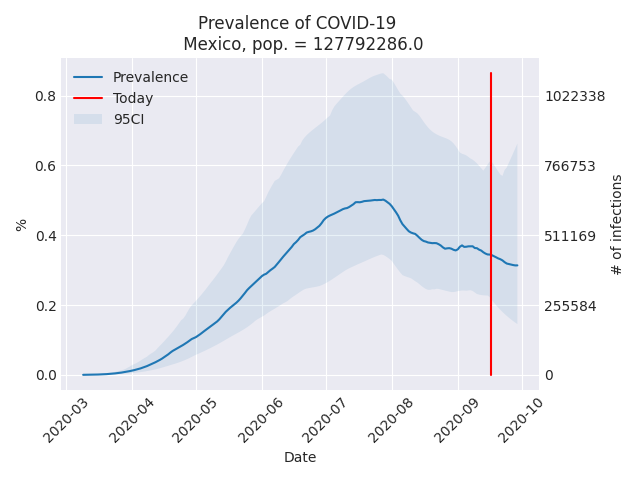 Prevalence of COVID-19
Mexico, pop. = 127792286.0
Prevalence
Today
95CI
0.8
0.6
0.4
0.2
0.0
%
1022338
766753
511169
255584
0
# of infections
2020-03
2020-04
2020-05
2020-06
2020-07
2020-08
2020-09
2020-10
Date